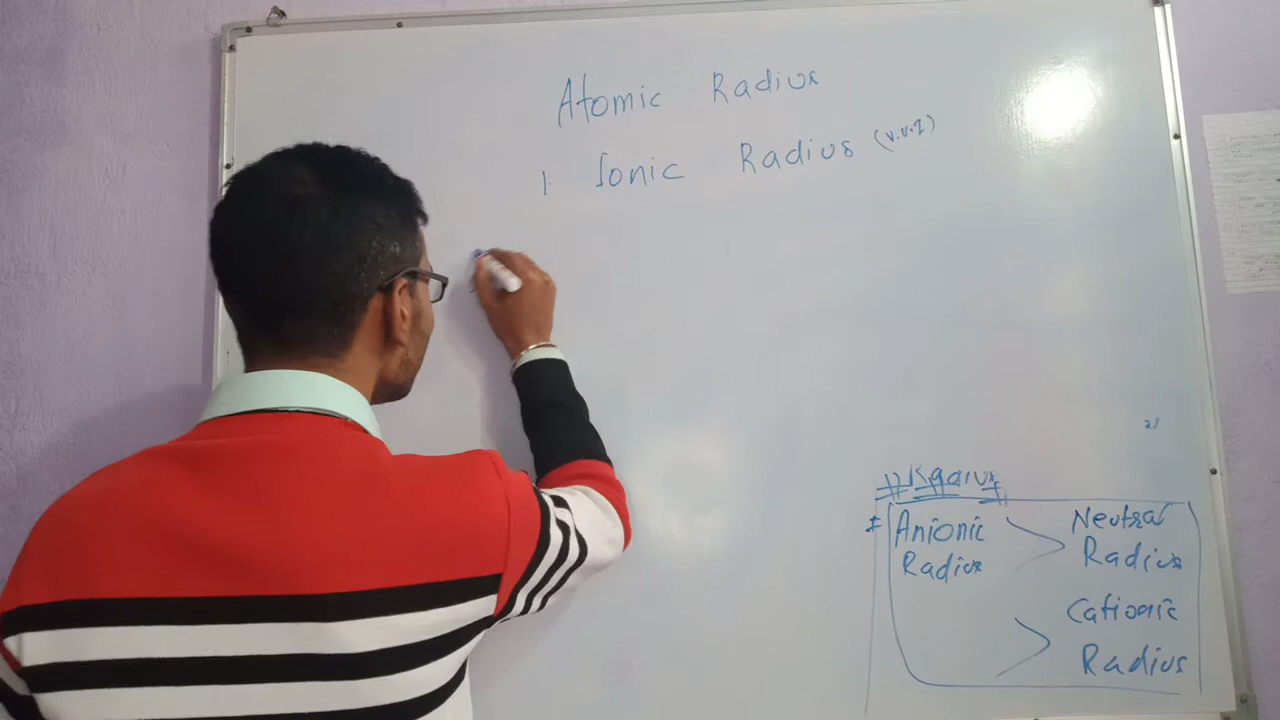 Atomic Radius
1. Ionic Radius (V.V.I)
Anionic > Neutral
Radius Radius
> Cationic
Radius